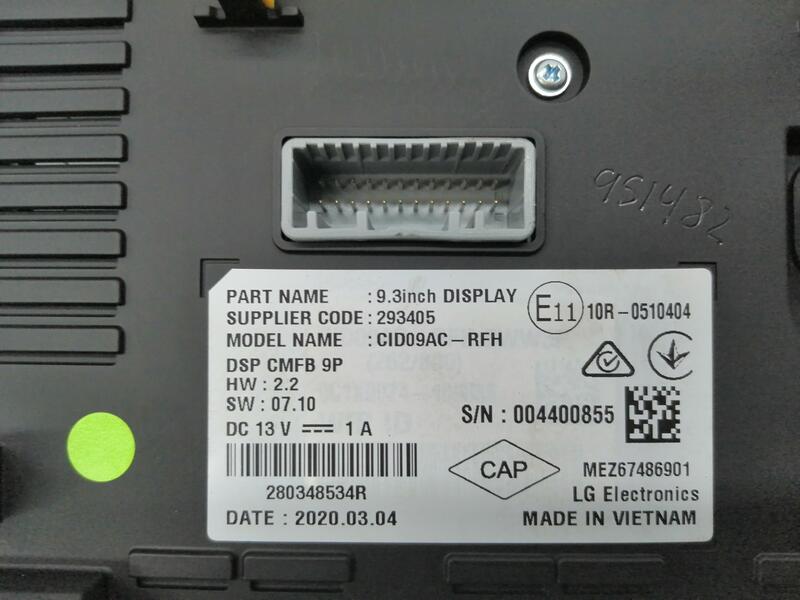 951482
PART NAME : 9.3inch DISPLAY
SUPPLIER CODE : 293405
MODEL NAME : CID09AC-RFH
DSP CMFB 9P
HW : 2.2
SW : 07.10
DC 13 V 1 A
280348534R
DATE : 2020.03.04
E11 10R-0510404
S/N : 004400855
CAP
MEZ67486901
LG Electronics
MADE IN VIETNAM